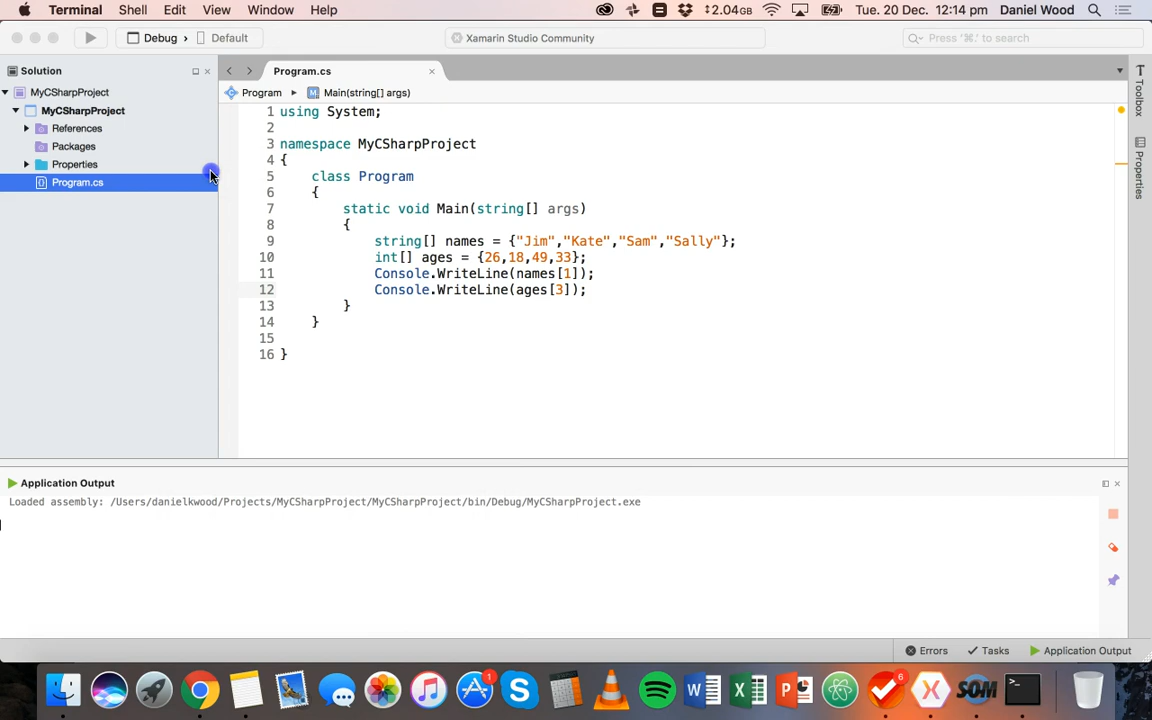 Terminal Shell Edit View Window Help 2.04GB Tue. 20 Dec. 12:14 pm Daniel Wood
Debug › Default Xamarin Studio Community Press '⌘.' to search
Solution
MyCSharpProject
MyCSharpProject
References
Packages
Properties
Program.cs
Program.cs
Program Main(string[] args)
1 using System;
2
3 namespace MyCSharpProject
4 {
5 class Program
6 {
7 static void Main(string[] args)
8 {
9 string[] names = {"Jim","Kate","Sam","Sally"};
10 int[] ages = {26,18,49,33};
11 Console.WriteLine(names[1]);
12 Console.WriteLine(ages[3]);
13 }
14 }
15
16 }
Toolbox
Properties
Application Output
Loaded assembly: /Users/danielkwood/Projects/MyCSharpProject/MyCSharpProject/bin/Debug/MyCSharpProject.exe
Errors Tasks Application Output
1
6
SOM